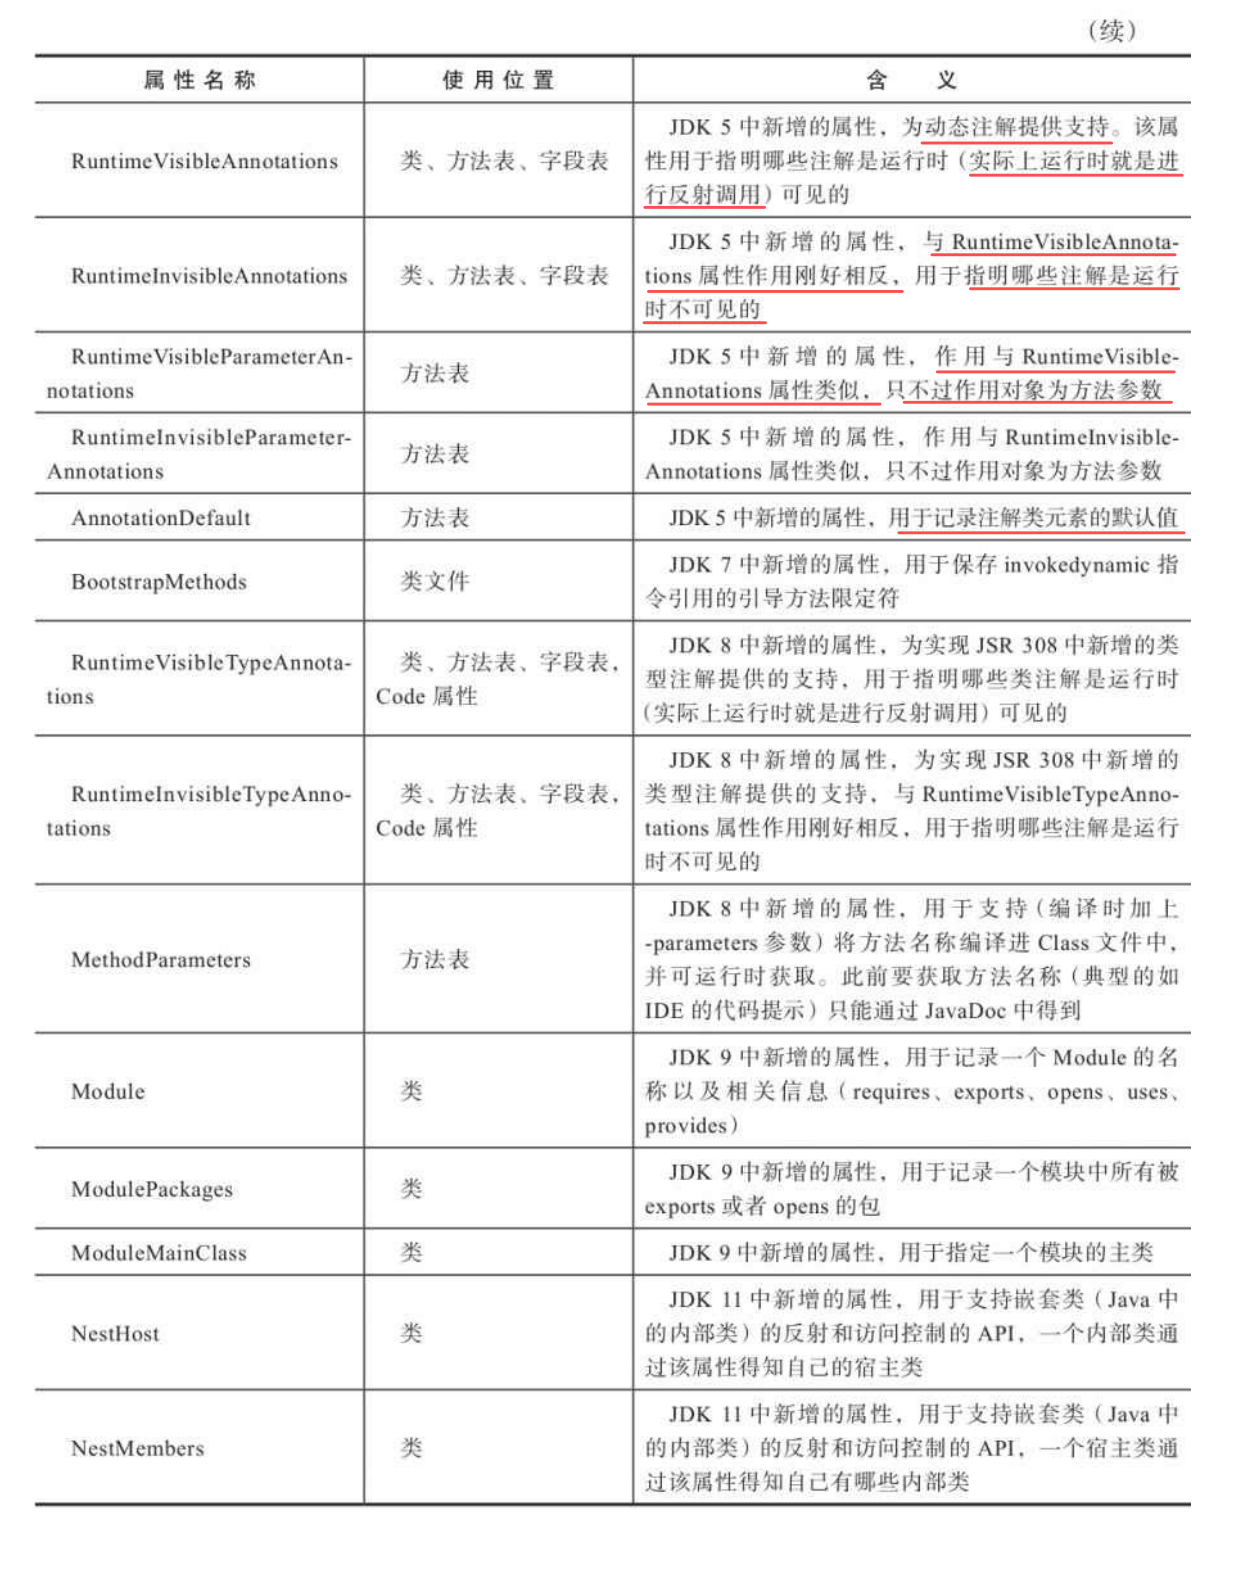 （续）
属性名称 使用位置 含 义
RuntimeVisibleAnnotations 类、方法表、字段表 JDK 5 中新增的属性，为动态注解提供支持。该属
性用于指明哪些注解是运行时（实际上运行时就是进
行反射调用）可见的
RuntimeInvisibleAnnotations 类、方法表、字段表 JDK 5 中新增的属性，与 RuntimeVisibleAnnota-
tions 属性作用刚好相反，用于指明哪些注解是运行
时不可见的
RuntimeVisibleParameterAn-
notations
方法表
JDK 5 中新增的属性，作用与 RuntimeVisible-
Annotations 属性类似，只不过作用对象为方法参数
RuntimeInvisibleParameter-
Annotations
方法表
JDK 5 中新增的属性，作用与 RuntimeInvisible-
Annotations 属性类似，只不过作用对象为方法参数
AnnotationDefault 方法表 JDK 5 中新增的属性，用于记录注解类元素的默认值
BootstrapMethods 类文件 JDK 7 中新增的属性，用于保存 invokedynamic 指
令引用的引导方法限定符
RuntimeVisibleTypeAnnota-
tions
类、方法表、字段表，
Code 属性
JDK 8 中新增的属性，为实现 JSR 308 中新增的类
型注解提供的支持，用于指明哪些类注解是运行时
（实际上运行时就是进行反射调用）可见的
RuntimeInvisibleTypeAnno-
tations
类、方法表、字段表，
Code 属性
JDK 8 中新增的属性，为实现 JSR 308 中新增的
类型注解提供的支持，与 RuntimeVisibleTypeAnno-
tations 属性作用刚好相反，用于指明哪些注解是运行
时不可见的
MethodParameters 方法表 JDK 8 中新增的属性，用于支持（编译时加上
-parameters 参数）将方法名称编译进 Class 文件中，
并可运行时获取。此前要获取方法名称（典型的如
IDE 的代码提示）只能通过 JavaDoc 中得到
Module 类 JDK 9 中新增的属性，用于记录一个 Module 的名
称以及相关信息（requires、exports、opens、uses、
provides）
ModulePackages 类 JDK 9 中新增的属性，用于记录一个模块中所有被
exports 或者 opens 的包
ModuleMainClass 类 JDK 9 中新增的属性，用于指定一个模块的主类
NestHost 类 JDK 11 中新增的属性，用于支持嵌套类（Java 中
的内部类）的反射和访问控制的 API，一个内部类通
过该属性得知自己的宿主类
NestMembers 类 JDK 11 中新增的属性，用于支持嵌套类（Java 中
的内部类）的反射和访问控制的 API，一个宿主类通
过该属性得知自己有哪些内部类